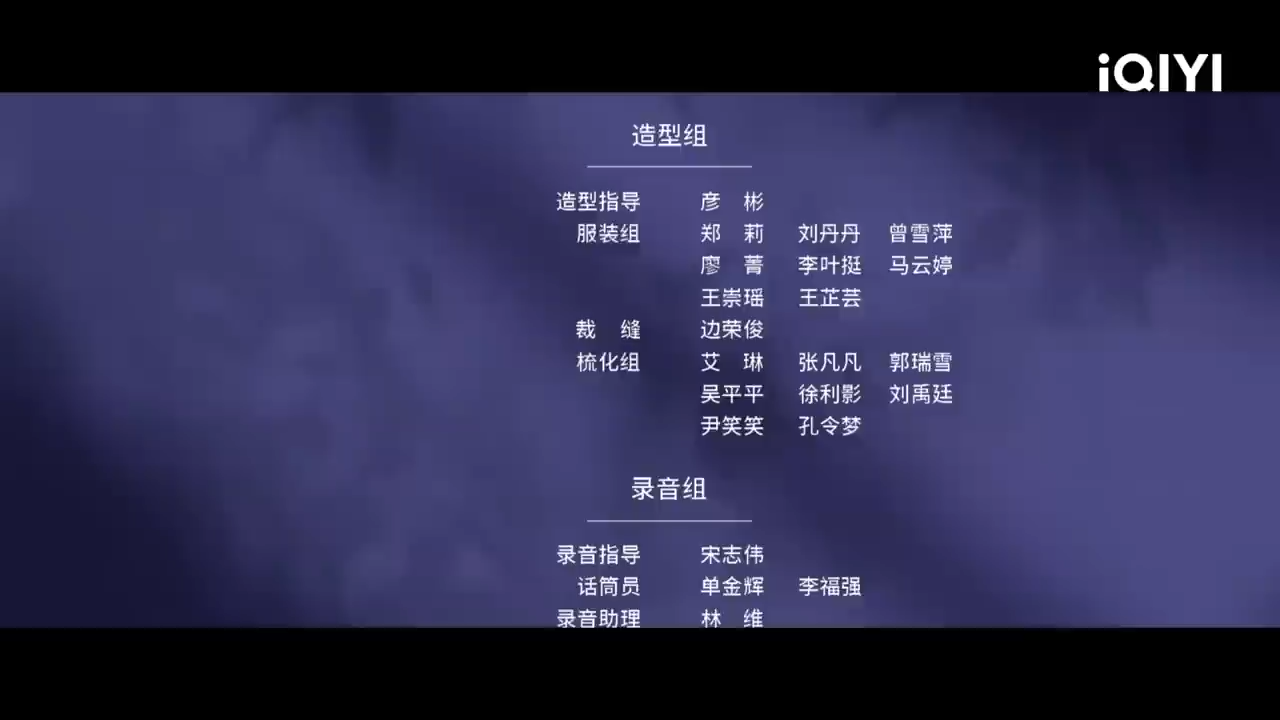 iQIYI
造型组
造型指导 彦 彬
服装组 郑 莉 刘丹丹 曾雪萍
廖 菁 李叶挺 马云婷
王崇瑶 王芷芸
裁 缝 边荣俊
梳化组 艾 琳 张凡凡 郭瑞雪
吴平平 徐利影 刘禹廷
尹笑笑 孔令梦
录音组
录音指导 宋志伟
话筒员 单金辉 李福强
录音助理 林 维